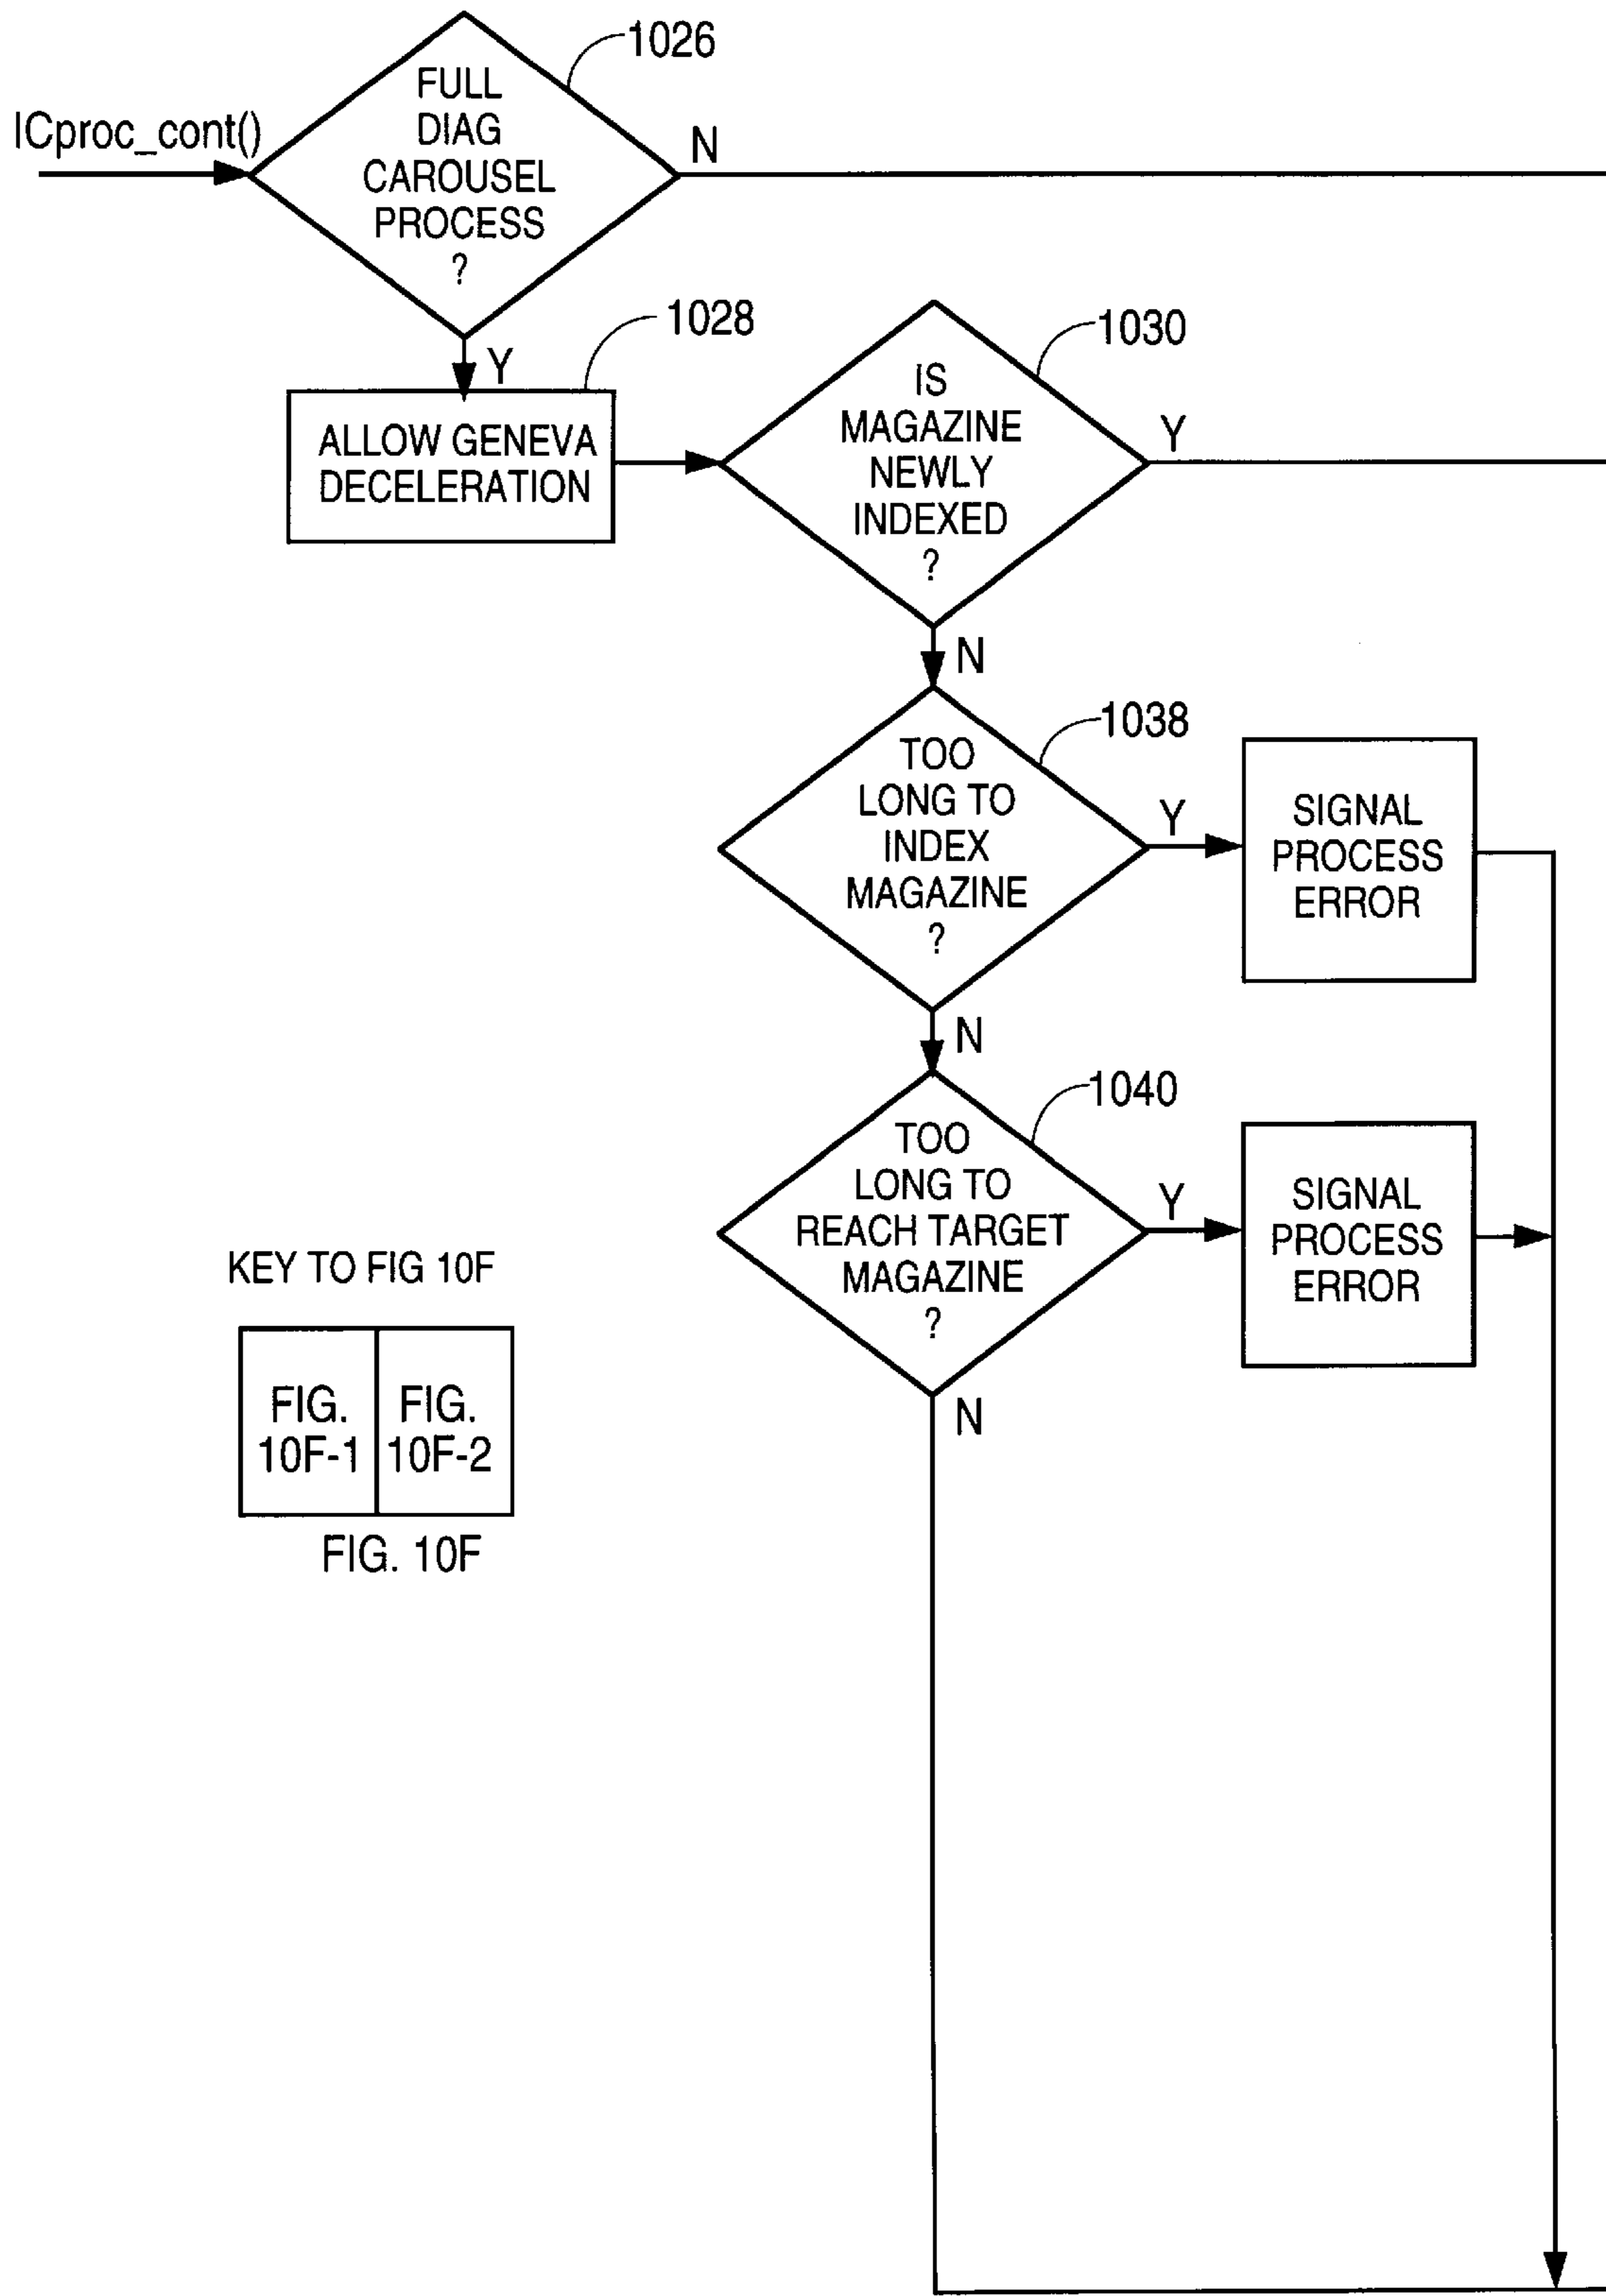 1026
FULL
DIAG
CAROUSEL
PROCESS
?
ICproc_cont()
N
Y
1028
ALLOW GENEVA
DECELERATION
1030
IS
MAGAZINE
NEWLY
INDEXED
?
Y
N
1038
TOO
LONG TO
INDEX
MAGAZINE
?
Y
SIGNAL
PROCESS
ERROR
N
1040
TOO
LONG TO
REACH TARGET
MAGAZINE
?
Y
SIGNAL
PROCESS
ERROR
N
KEY TO FIG 10F
FIG.
10F-1
FIG.
10F-2
FIG. 10F